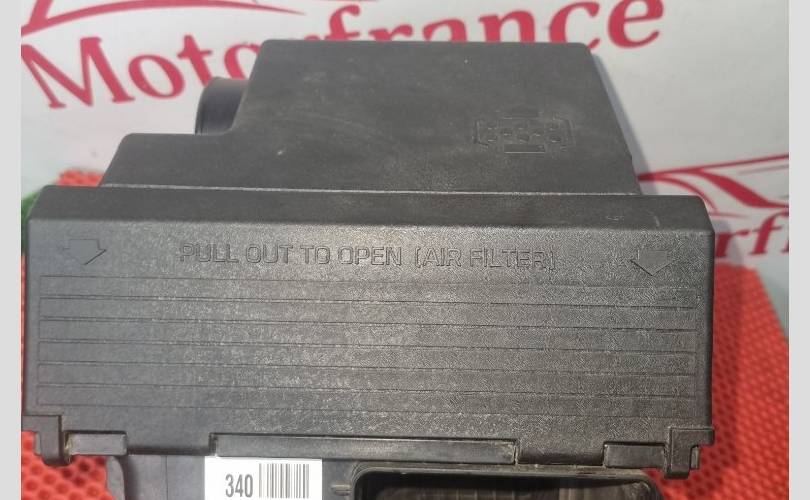 Motorfrance
PULL OUT TO OPEN (AIR FILTER)
340